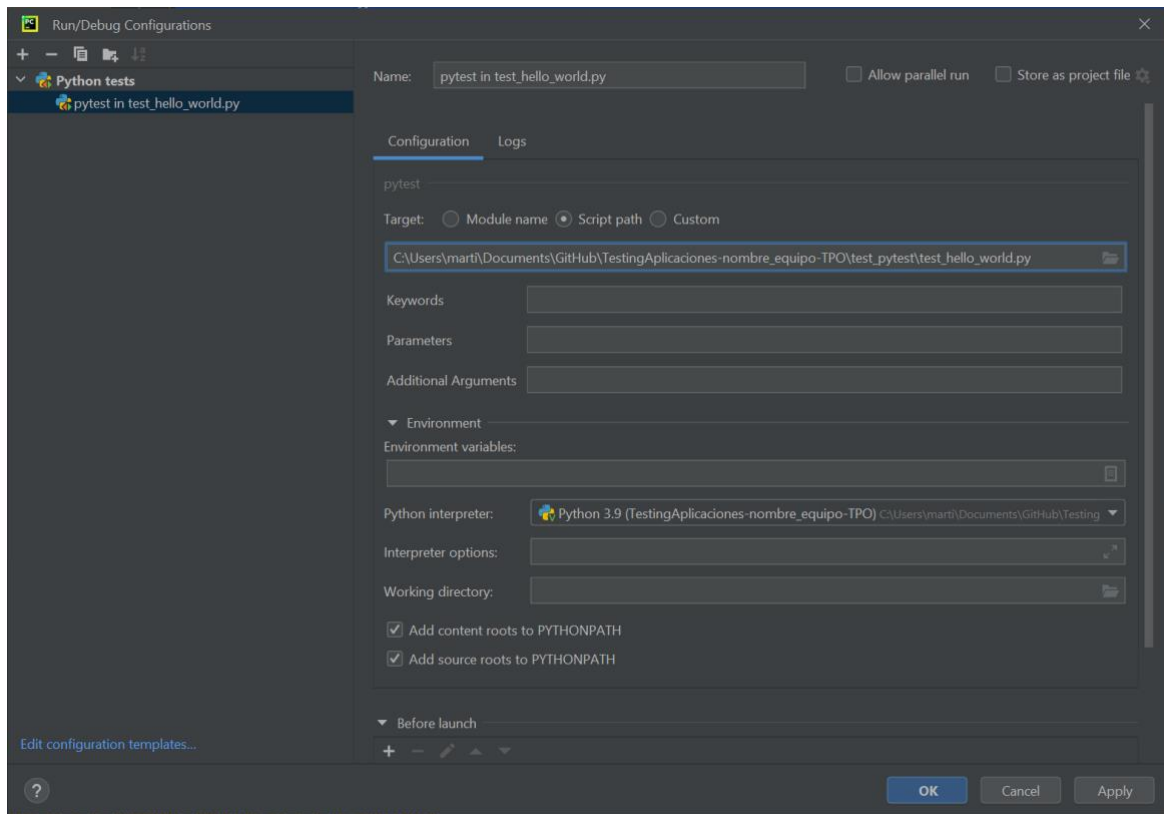 Run/Debug Configurations
Python tests
pytest in test_hello_world.py
Name: pytest in test_hello_world.py Allow parallel run Store as project file
Configuration Logs
pytest
Target: Module name Script path Custom
C:\Users\marti\Documents\GitHub\TestingAplicaciones-nombre_equipo-TPO\test_pytest\test_hello_world.py
Keywords
Parameters
Additional Arguments
Environment
Environment variables:
Python interpreter: Python 3.9 (TestingAplicaciones-nombre_equipo-TPO) C:\Users\marti\Documents\GitHub\Testing
Interpreter options:
Working directory:
Add content roots to PYTHONPATH
Add source roots to PYTHONPATH
Before launch
Edit configuration templates...
? OK Cancel Apply